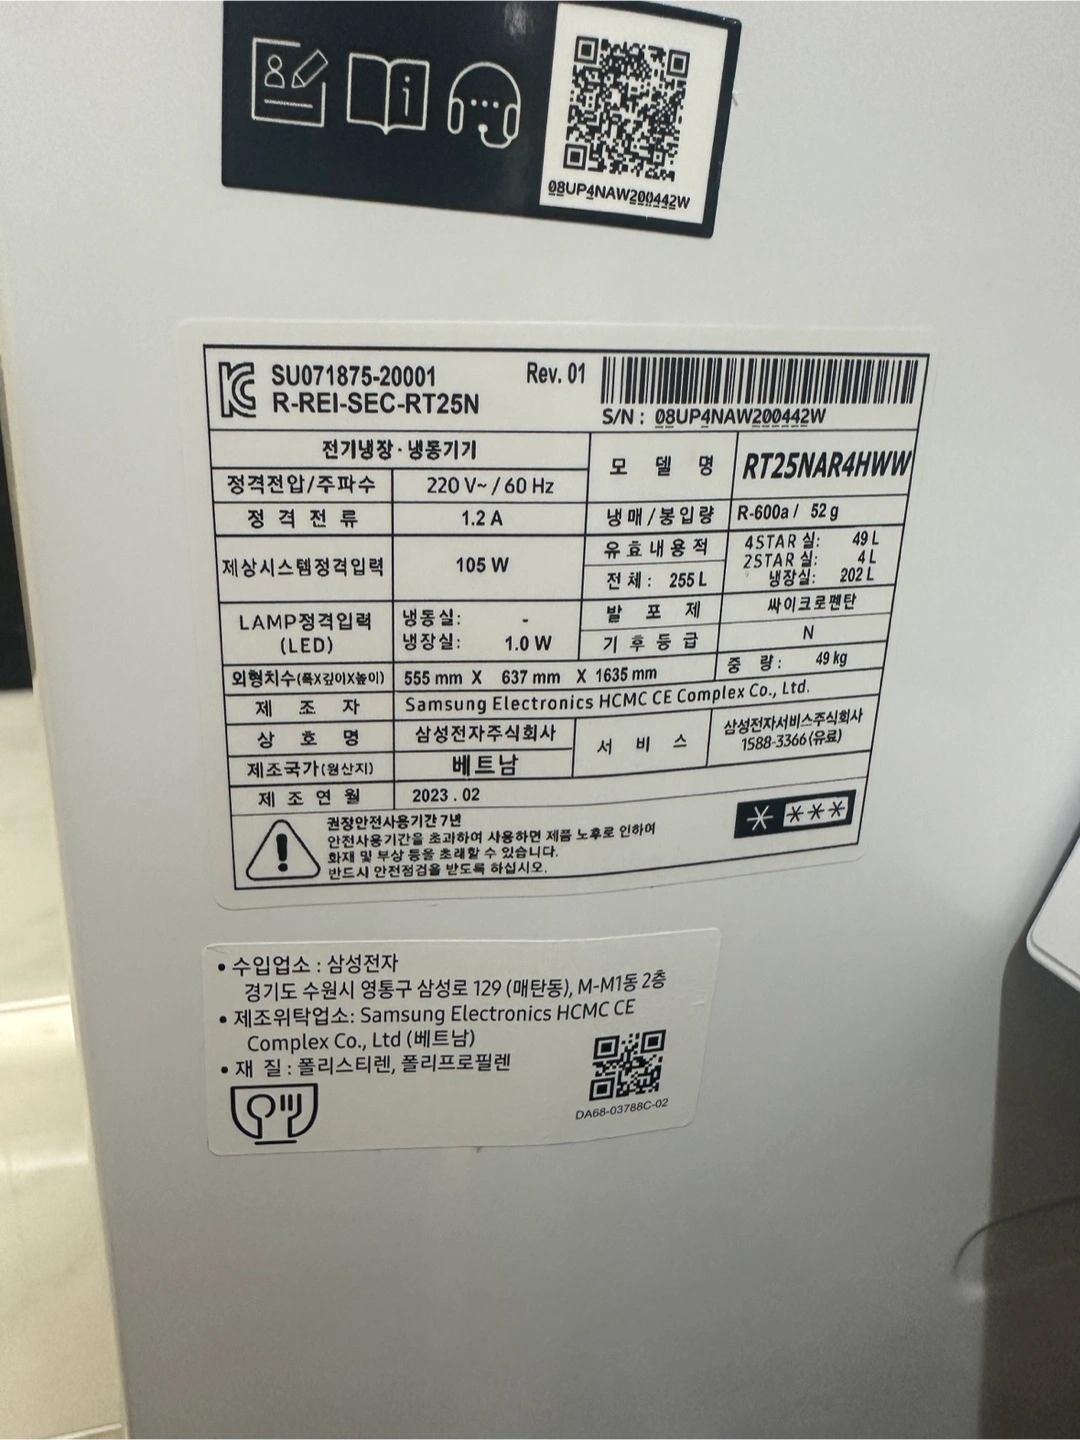 08UP4NAW200442W
SU071875-20001
R-REI-SEC-RT25N
Rev. 01
S/N : 08UP4NAW200442W
전기냉장·냉동기기
모 델 명 RT25NAR4HWW
정격전압/주파수 220 V~ / 60 Hz
정 격 전 류 1.2 A
냉매/봉입량 R-600a / 52 g
제상시스템정격입력 105 W
유효내용적
전체 : 255 L
4STAR 실: 49 L
2STAR 실: 4 L
냉장실: 202 L
LAMP정격입력
(LED)
냉동실: -
냉장실: 1.0 W
발 포 제 싸이크로펜탄
기 후 등 급 N
외형치수(폭X깊이X높이) 555 mm X 637 mm X 1635 mm
중 량 : 49 kg
제 조 자 Samsung Electronics HCMC CE Complex Co., Ltd.
상 호 명 삼성전자주식회사
서 비 스 삼성전자서비스주식회사
1588-3366(유료)
제조국가(원산지) 베트남
제 조 연 월 2023 . 02
권장안전사용기간 7년
안전사용기간을 초과하여 사용하면 제품 노후로 인하여
화재 및 부상 등을 초래할 수 있습니다.
반드시 안전점검을 받도록 하십시오.
• 수입업소 : 삼성전자
경기도 수원시 영통구 삼성로 129 (매탄동), M-M1동 2층
• 제조위탁업소: Samsung Electronics HCMC CE
Complex Co., Ltd (베트남)
• 재 질 : 폴리스티렌, 폴리프로필렌
DA68-03788C-02